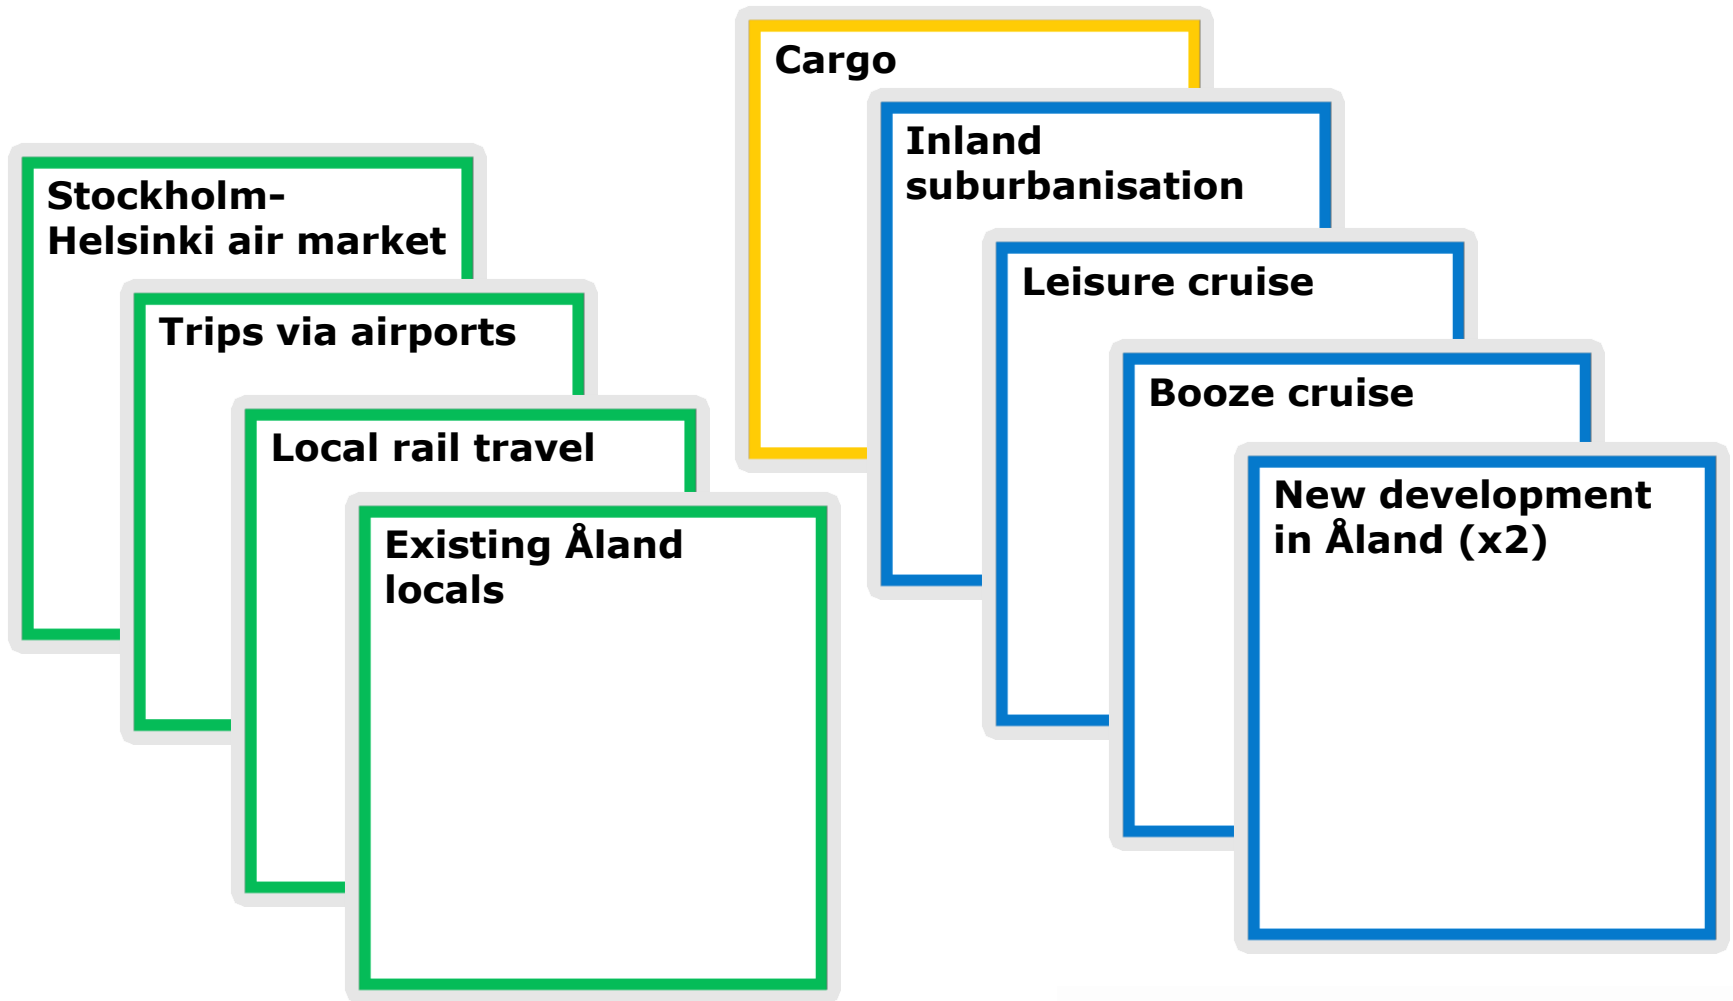 Stockholm-
Helsinki air market
Trips via airports
Local rail travel
Existing Åland
locals
Cargo
Inland
suburbanisation
Leisure cruise
Booze cruise
New development
in Åland (x2)